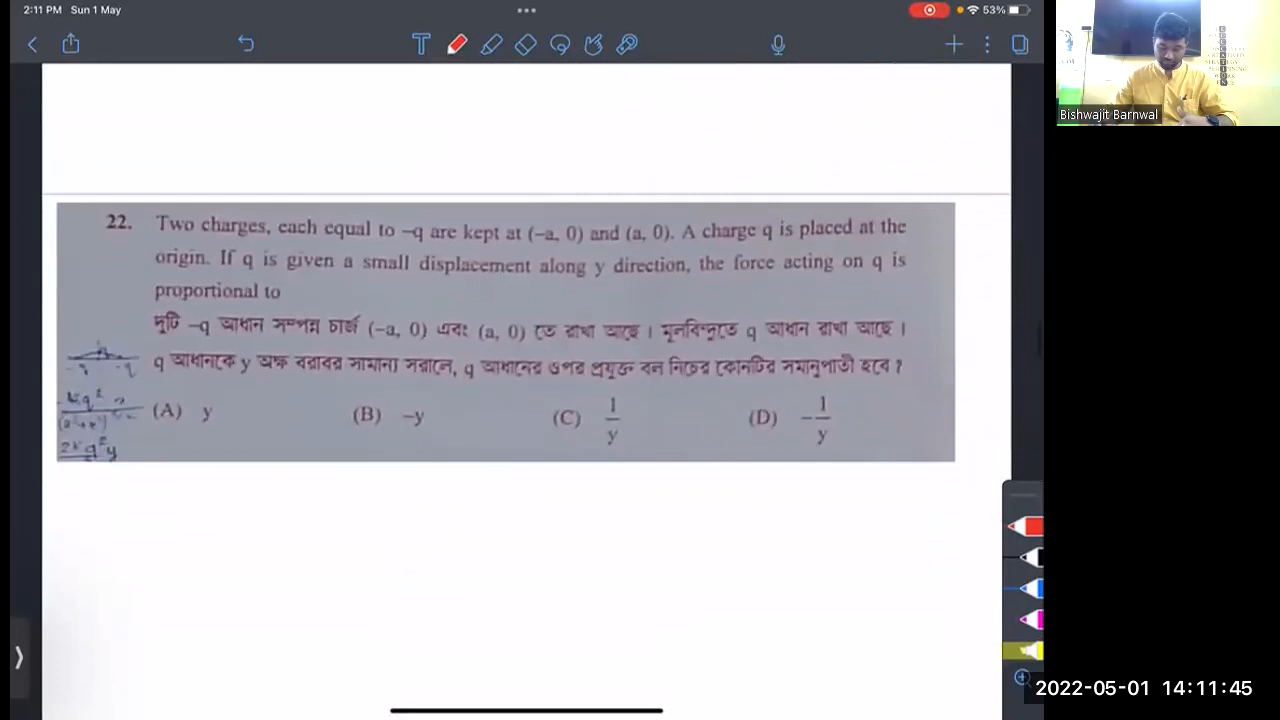 2:11 PM Sun 1 May
53%
Bishwajit Barnwal
22. Two charges, each equal to –q are kept at (–a, 0) and (a, 0). A charge q is placed at the
origin. If q is given a small displacement along y direction, the force acting on q is
proportional to
দুটি –q আধান সম্পন্ন চার্জ (–a, 0) এবং (a, 0) তে রাখা আছে। মূলবিন্দুতে q আধান রাখা আছে।
q আধানকে y অক্ষ বরাবর সামান্য সরালে, q আধানের ওপর প্রযুক্ত বল নিচের কোনটির সমানুপাতী হবে?
(A) y (B) –y (C) 1/y (D) –1/y
2kq²y
2022-05-01 14:11:45